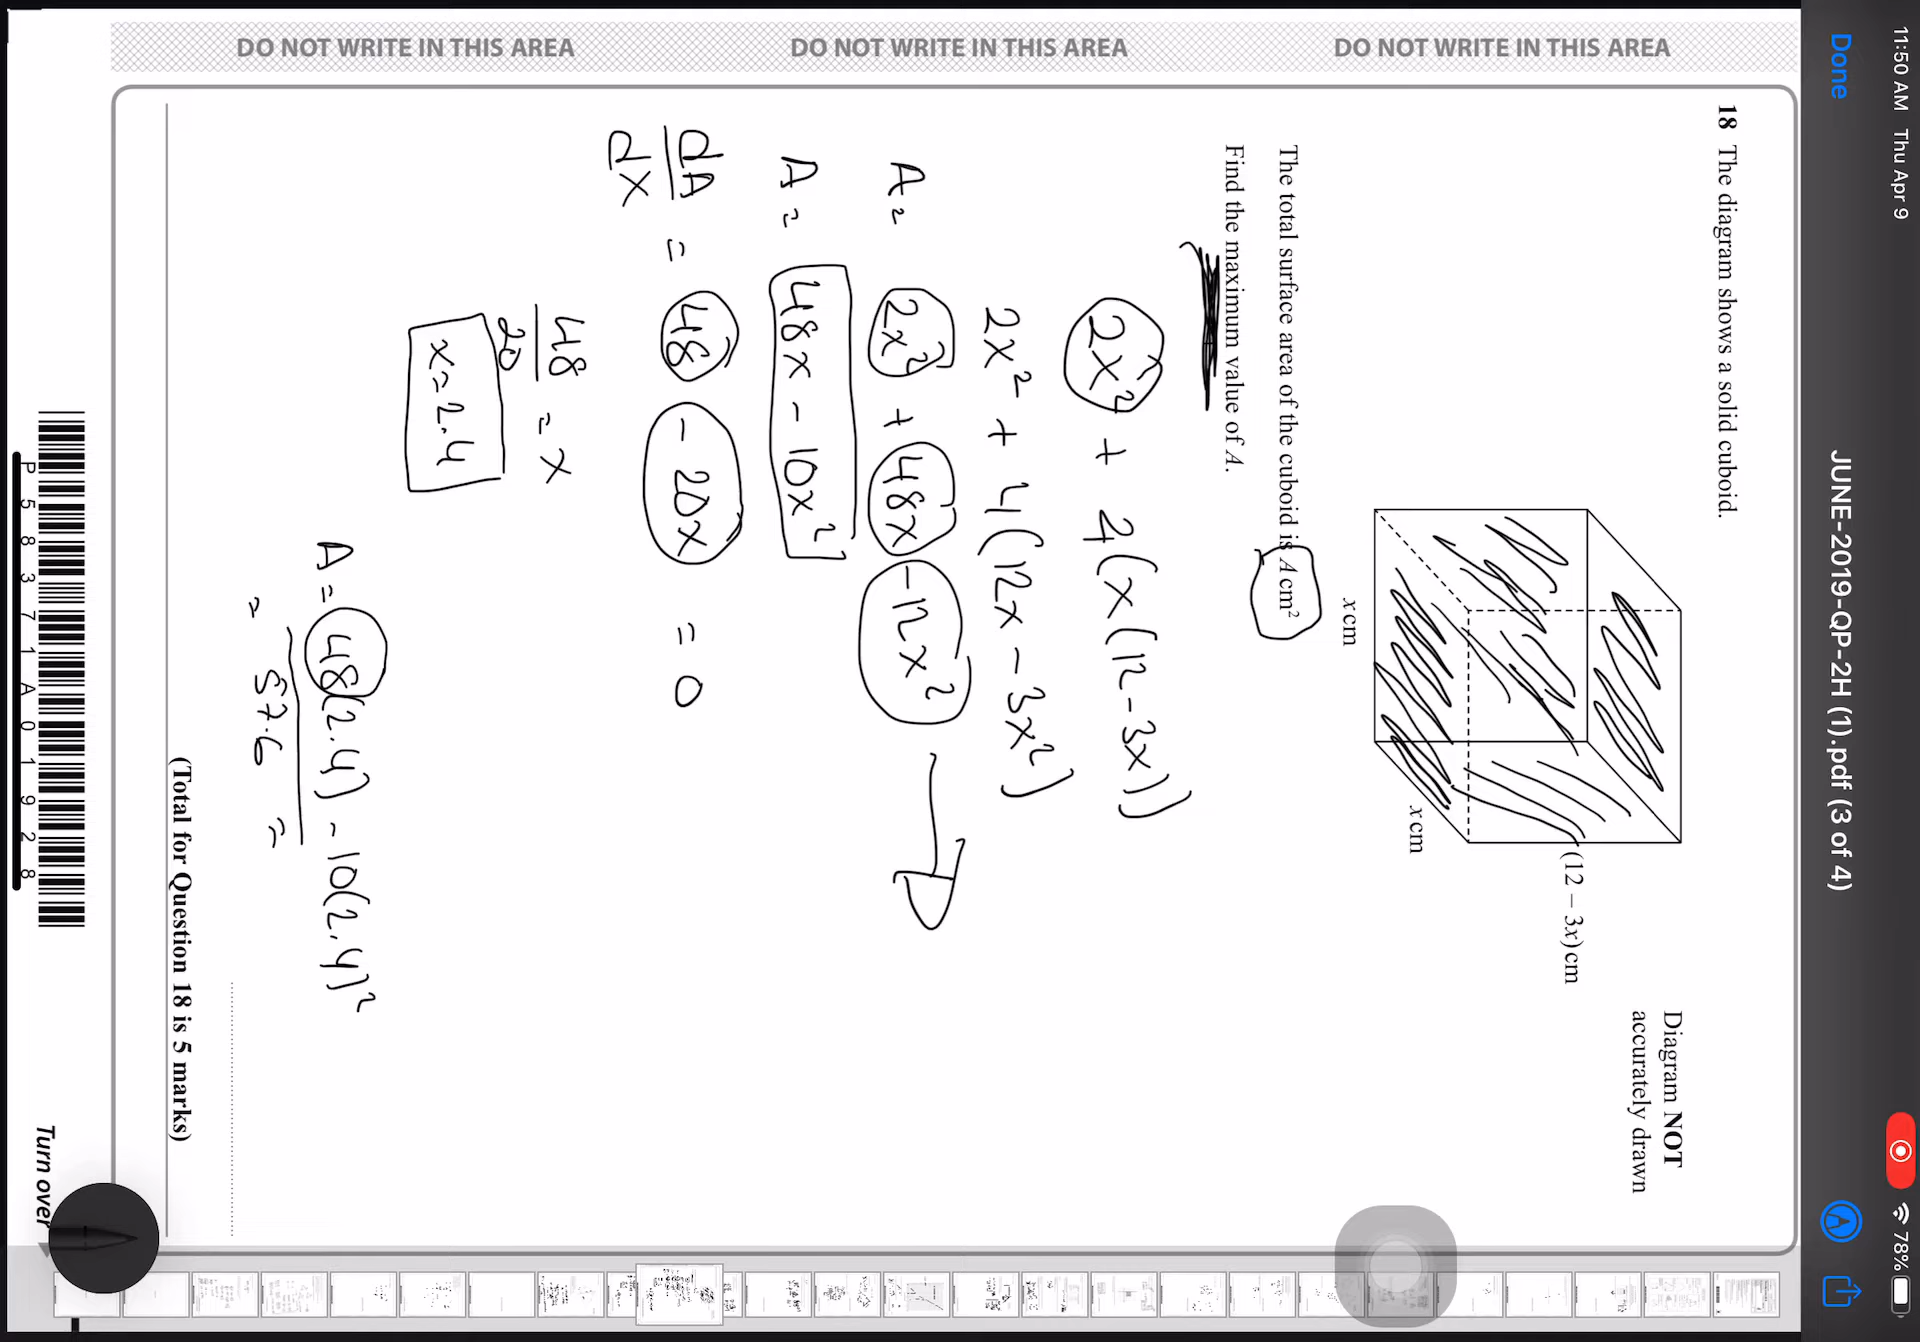 11:50 AM Thu Apr 9
78%
Done
JUNE-2019-QP-2H (1).pdf (3 of 4)
DO NOT WRITE IN THIS AREA
DO NOT WRITE IN THIS AREA
DO NOT WRITE IN THIS AREA
18 The diagram shows a solid cuboid.
Diagram NOT
accurately drawn
(12 – 3x) cm
x cm
x cm
The total surface area of the cuboid is A cm²
Find the maximum value of A.
2x² + 4(x(12-3x))
2x² + 4(12x - 3x²)
A = 2x² + 48x - 12x²
A = 48x - 10x²
dA/dx = 48 - 20x = 0
48/20 = x
x = 2.4
A = 48(2.4) - 10(2.4)²
= 57.6 =
(Total for Question 18 is 5 marks)
P 5 8 3 7 1 A 0 1 9 2 8
Turn over